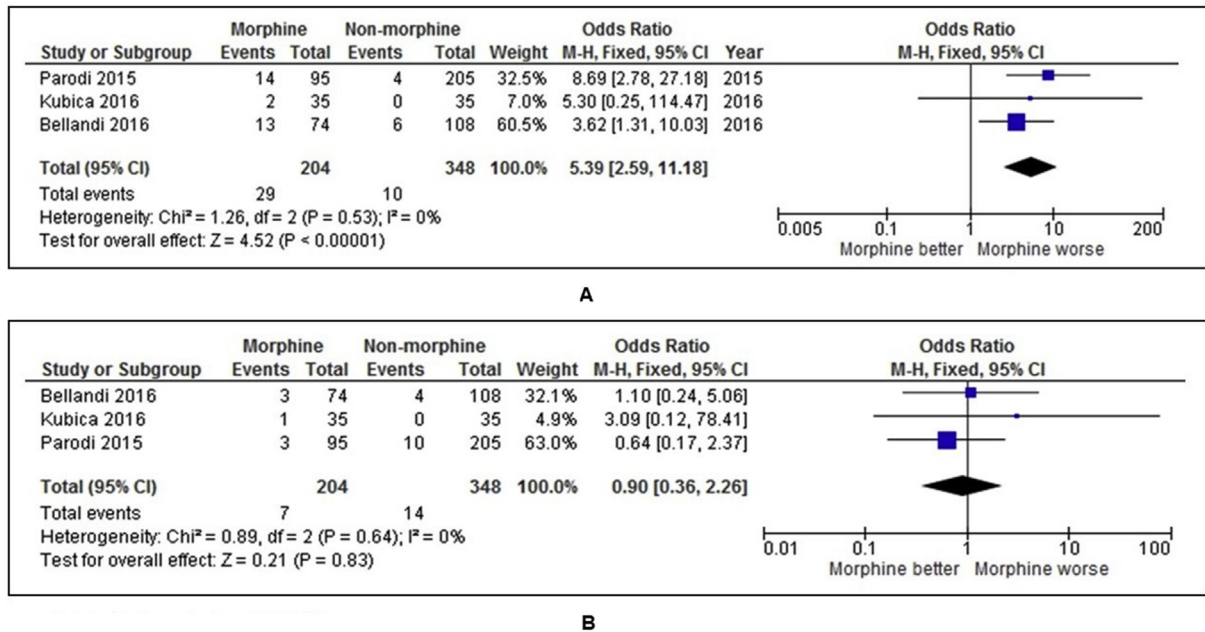 Morphine Non-morphine Odds Ratio Odds Ratio
Study or Subgroup Events Total Events Total Weight M-H, Fixed, 95% CI Year M-H, Fixed, 95% CI
Parodi 2015 14 95 4 205 32.5% 8.69 [2.78, 27.18] 2015
Kubica 2016 2 35 0 35 7.0% 5.30 [0.25, 114.47] 2016
Bellandi 2016 13 74 6 108 60.5% 3.62 [1.31, 10.03] 2016
Total (95% CI) 204 348 100.0% 5.39 [2.59, 11.18]
Total events 29 10
Heterogeneity: Chi² = 1.26, df = 2 (P = 0.53); I² = 0%
Test for overall effect: Z = 4.52 (P < 0.00001)
0.005 0.1 1 10 200
Morphine better Morphine worse
A
Morphine Non-morphine Odds Ratio Odds Ratio
Study or Subgroup Events Total Events Total Weight M-H, Fixed, 95% CI M-H, Fixed, 95% CI
Bellandi 2016 3 74 4 108 32.1% 1.10 [0.24, 5.06]
Kubica 2016 1 35 0 35 4.9% 3.09 [0.12, 78.41]
Parodi 2015 3 95 10 205 63.0% 0.64 [0.17, 2.37]
Total (95% CI) 204 348 100.0% 0.90 [0.36, 2.26]
Total events 7 14
Heterogeneity: Chi² = 0.89, df = 2 (P = 0.64); I² = 0%
Test for overall effect: Z = 0.21 (P = 0.83)
0.01 0.1 1 10 100
Morphine better Morphine worse
B